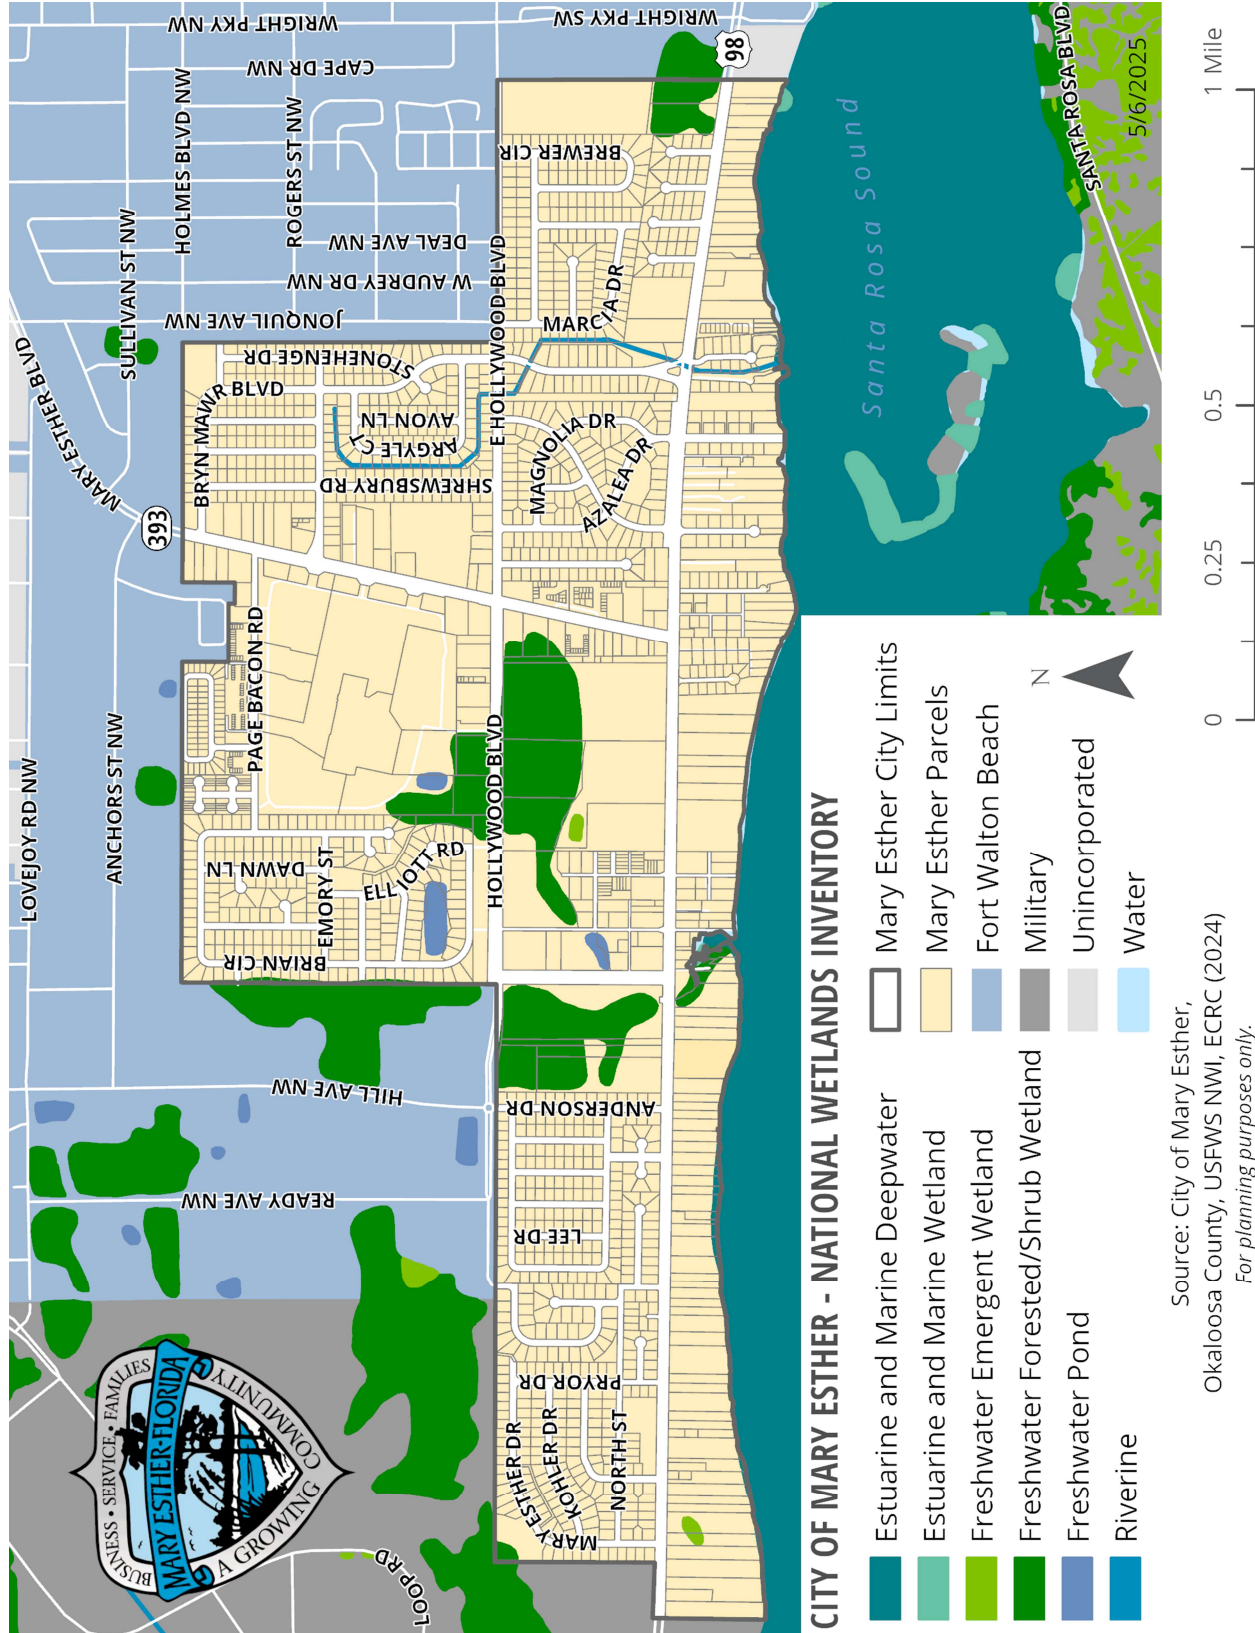 BUSINESS • SERVICE • FAMILIES
MARY ESTHER-FLORIDA
A GROWING COMMUNITY
LOVEJOY RD NW
ANCHORS ST NW
MARY ESTHER BLVD
393
SULLIVAN ST NW
HOLMES BLVD NW
ROGERS ST NW
WRIGHT PKY NW
CAPE DR NW
DEAL AVE NW
W AUDREY DR NW
JONQUIL AVE NW
WRIGHT PKY SW
98
READY AVE NW
HILL AVE NW
LOOP RD
BRIAN CIR
DAWN LN
EMORY ST
ELLIOTT RD
PAGE BACON RD
BRYN MAWR BLVD
STONEHENGE DR
AVON LN
ARGYLE CT
SHREWSBURY RD
HOLLYWOOD BLVD
E HOLLYWOOD BLVD
MARY ESTHER DR
KOHLER DR
NORTH ST
PRYOR DR
LEE DR
ANDERSON DR
MAGNOLIA DR
AZALEA DR
MARCIA DR
BREWER CIR
Santa Rosa Sound
SANTA ROSA BLVD
5/6/2025
CITY OF MARY ESTHER - NATIONAL WETLANDS INVENTORY
Estuarine and Marine Deepwater
Estuarine and Marine Wetland
Freshwater Emergent Wetland
Freshwater Forested/Shrub Wetland
Freshwater Pond
Riverine
Mary Esther City Limits
Mary Esther Parcels
Fort Walton Beach
Military
Unincorporated
Water
N
Source: City of Mary Esther,
Okaloosa County, USFWS NWI, ECRC (2024)
For planning purposes only.
0 0.25 0.5 1 Mile